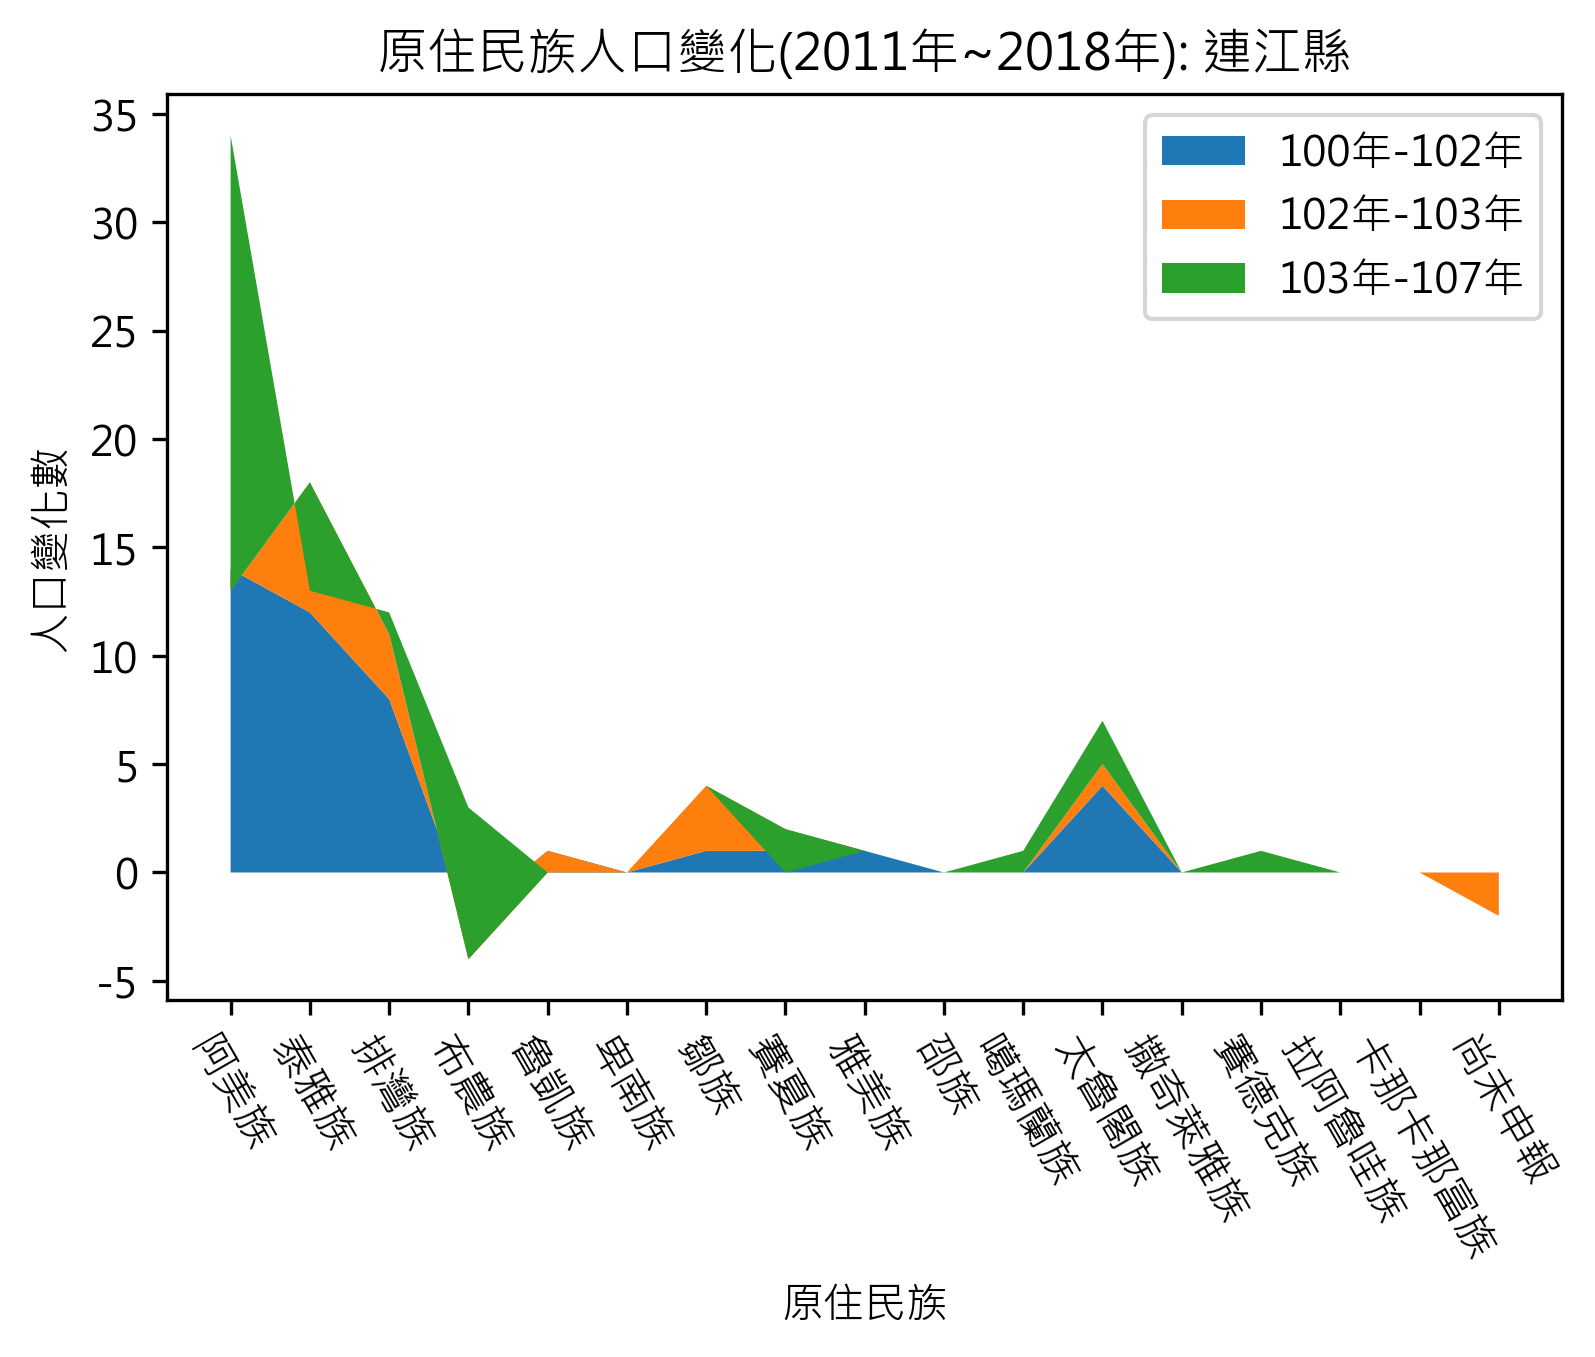 原住民族人口變化(2011年~2018年): 連江縣
100年-102年
102年-103年
103年-107年
人口變化數
35
30
25
20
15
10
5
0
-5
阿美族
泰雅族
排灣族
布農族
魯凱族
卑南族
鄒族
賽夏族
雅美族
邵族
噶瑪蘭族
太魯閣族
撒奇萊雅族
賽德克族
拉阿魯哇族
卡那卡那富族
尚未申報
原住民族